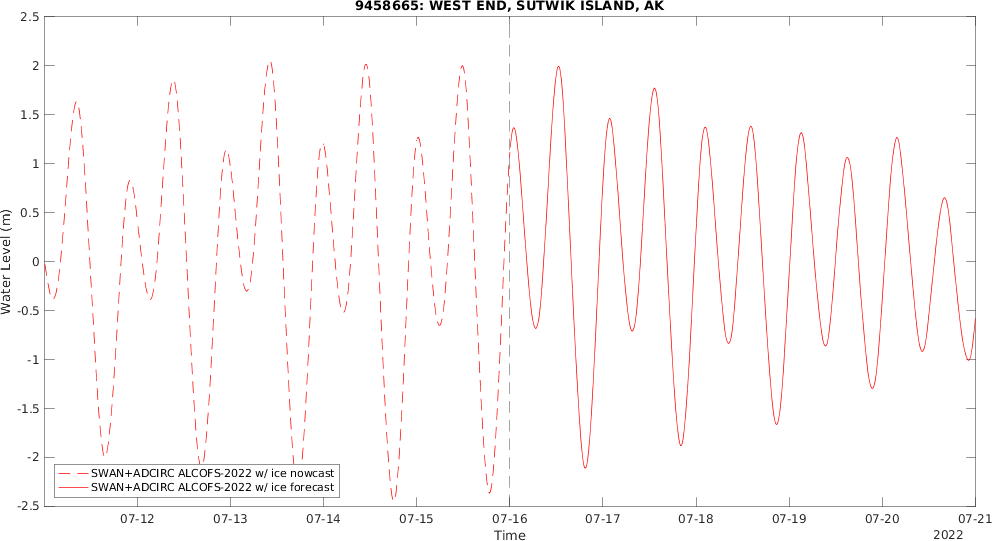 9458665: WEST END, SUTWIK ISLAND, AK
2.5
2
1.5
1
0.5
0
-0.5
-1
-1.5
-2
-2.5
Water Level (m)
SWAN+ADCIRC ALCOFS-2022 w/ ice nowcast
SWAN+ADCIRC ALCOFS-2022 w/ ice forecast
07-12 07-13 07-14 07-15 07-16 07-17 07-18 07-19 07-20 07-21
Time
2022